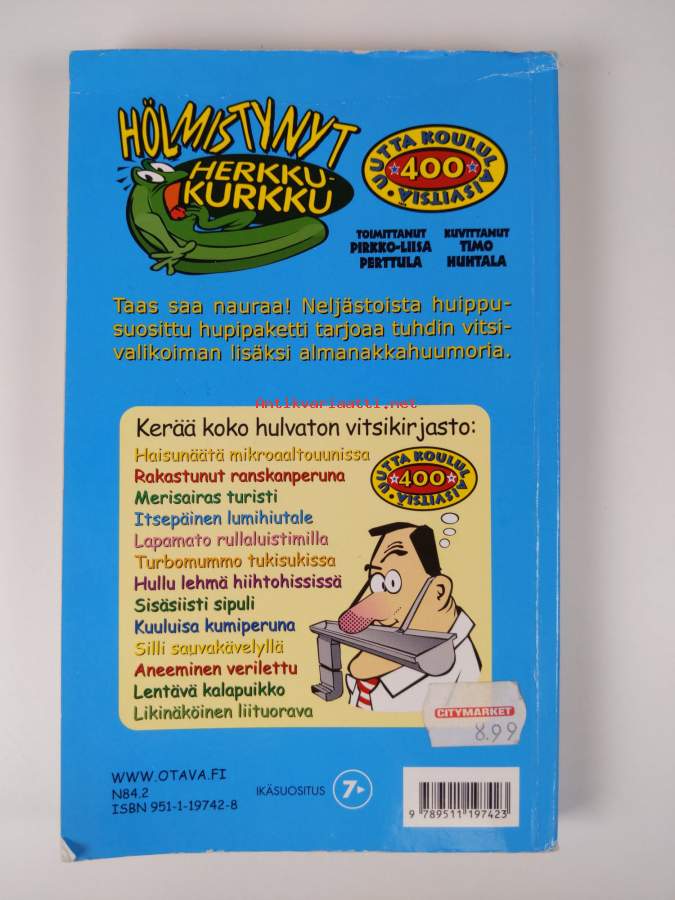 HÖLMISTYNYT
HERKKU-
KURKKU
UUTTA KOULULAISVITSIÄ
400
TOIMITTANUT
PIRKKO-LIISA
PERTTULA
KUVITTANUT
TIMO
HUHTALA
Taas saa nauraa! Neljästoista huippu-
suosittu hupipaketti tarjoaa tuhdin vitsi-
valikoiman lisäksi almanakkahuumoria.
Antikvariaatti.net
Kerää koko hulvaton vitsikirjasto:
Haisunäätä mikroaaltouunissa
Rakastunut ranskanperuna
Merisairas turisti
Itsepäinen lumihiutale
Lapamato rullaluistimilla
Turbomummo tukisukissa
Hullu lehmä hiihtohississä
Sisäsiisti sipuli
Kuuluisa kumiperuna
Silli sauvakävelyllä
Aneeminen verilettu
Lentävä kalapuikko
Likinäköinen liituorava
UUTTA KOULULAISVITSIÄ
400
CITYMARKET
8.99
WWW.OTAVA.FI
N84.2
ISBN 951-1-19742-8
IKÄSUOSITUS
7
9 789511 197423